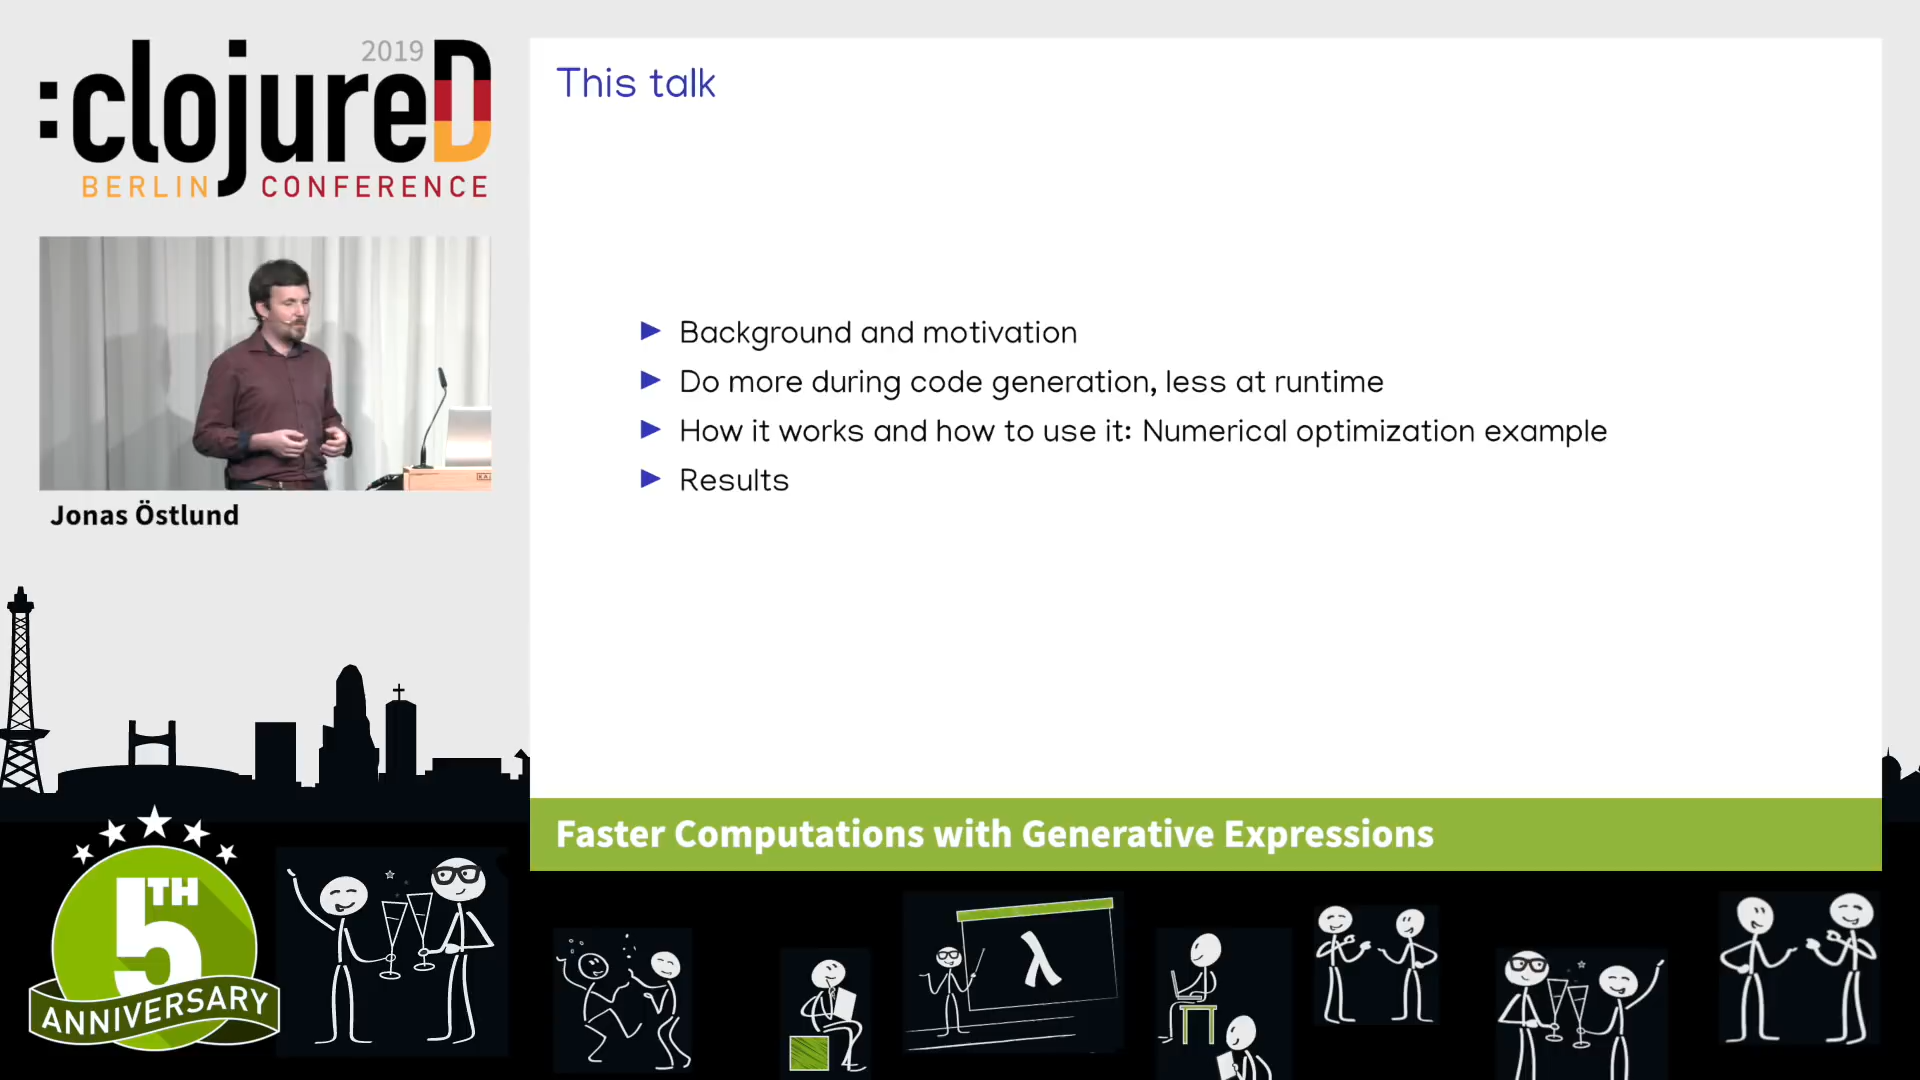 2019
:clojureD
BERLIN CONFERENCE
Jonas Östlund
This talk
Background and motivation
Do more during code generation, less at runtime
How it works and how to use it: Numerical optimization example
Results
Faster Computations with Generative Expressions
5TH
ANNIVERSARY
λ